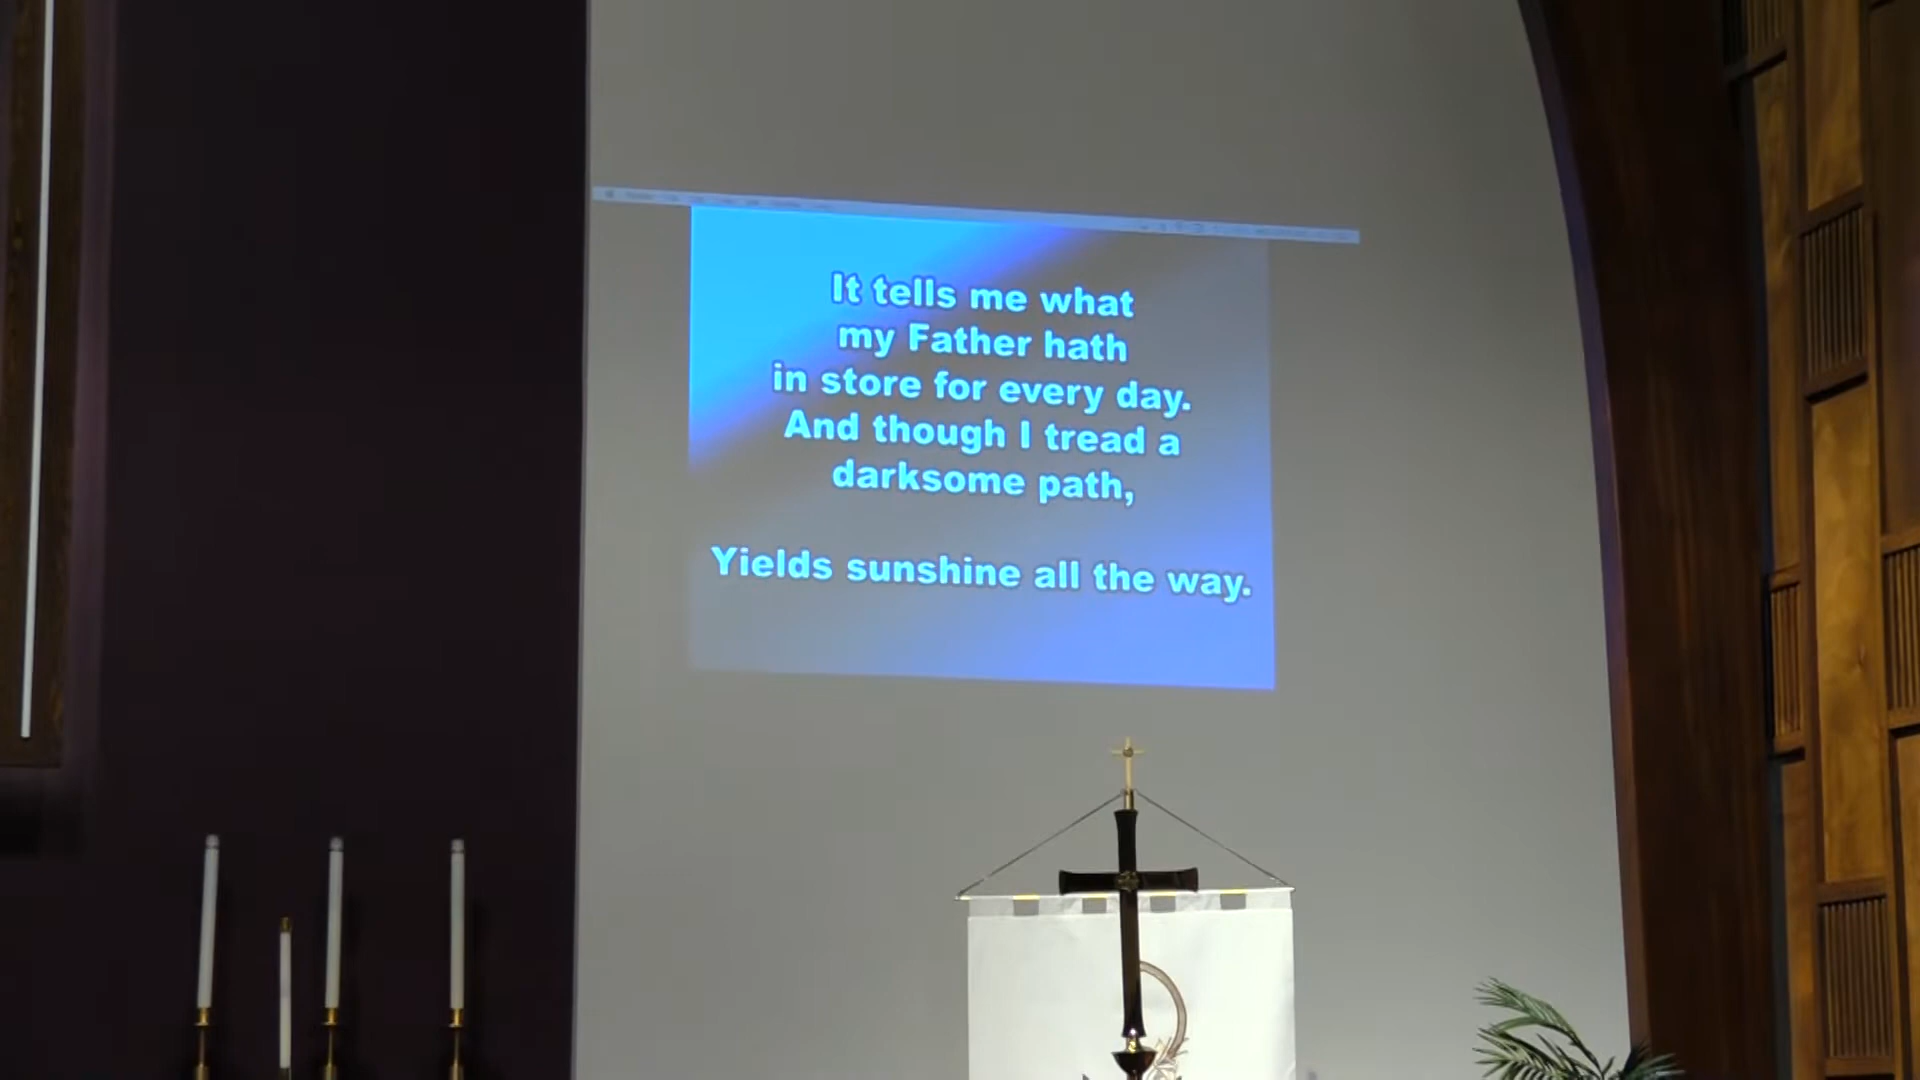 It tells me what
my Father hath
in store for every day.
And though I tread a
darksome path,
Yields sunshine all the way.